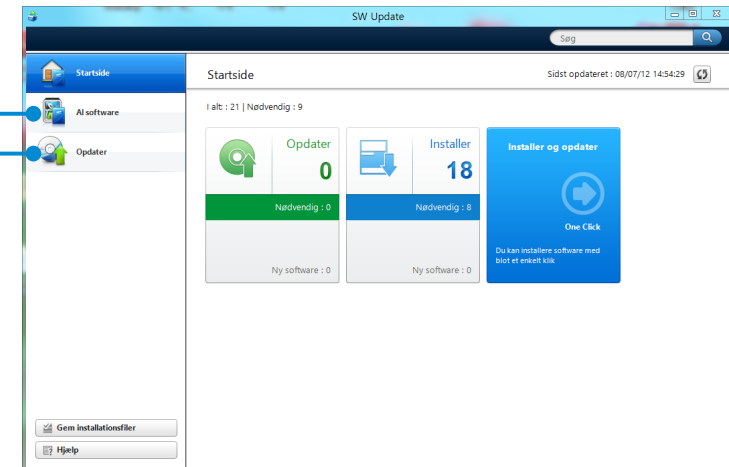 SW Update
Søg
Startside
AI software
Opdater
Startside
Sidst opdateret : 08/07/12 14:54:29
I alt: : 21 | Nødvendig : 9
Opdater
0
Nødvendig : 0
Ny software : 0
Installer
18
Nødvendig : 8
Ny software : 0
Installer og opdater
One Click
Du kan installere software med
blot et enkelt klik
Gem installationsfiler
Hjælp